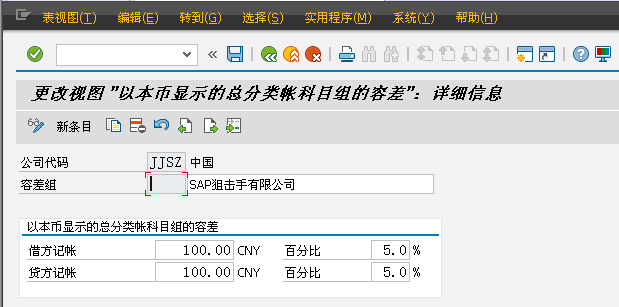 表视图(T) 编辑(E) 转到(G) 选择(S) 实用程序(M) 系统(Y) 帮助(H)
更改视图 "以本币显示的总分类帐科目组的容差": 详细信息
新条目
公司代码 JJSZ 中国
容差组 SAP狙击手有限公司
以本币显示的总分类帐科目组的容差
借方记帐 100.00 CNY 百分比 5.0 %
贷方记帐 100.00 CNY 百分比 5.0 %